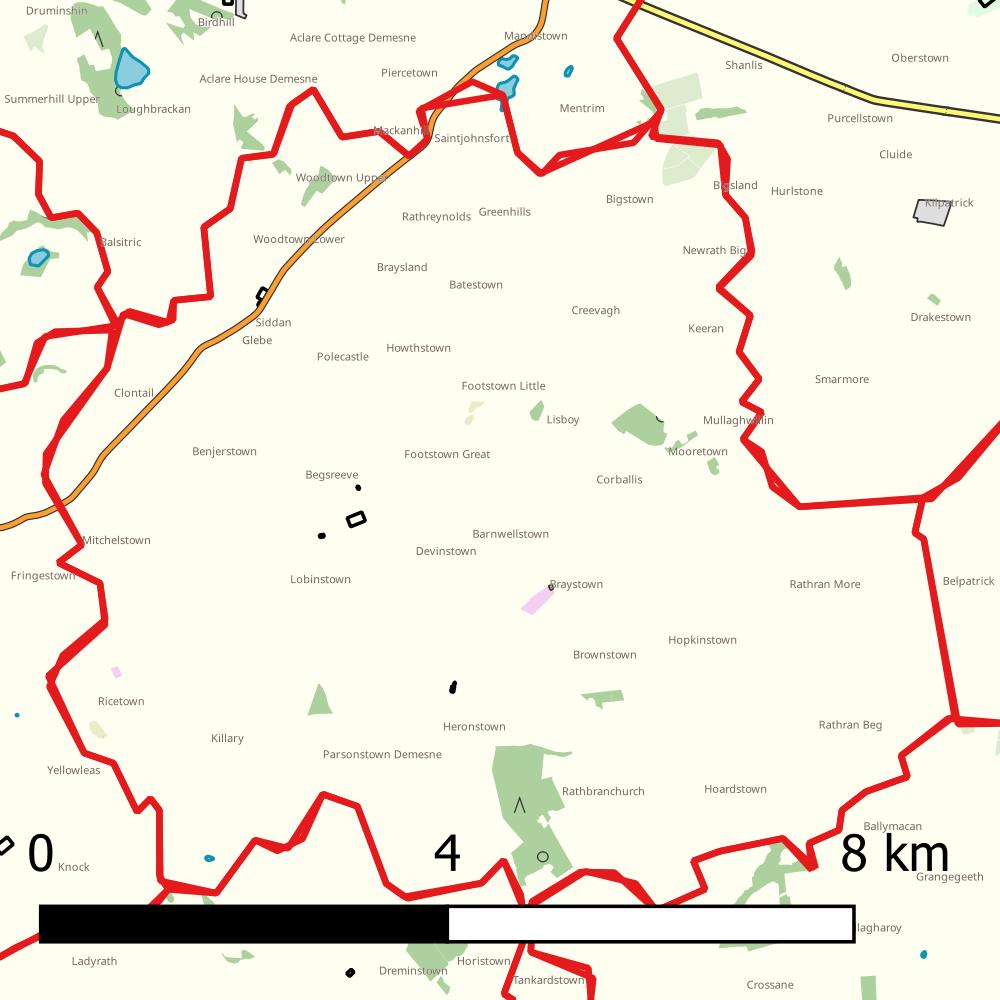 Druminshin
Birdhill
Aclare Cottage Demesne
Mandistown
Oberstown
Shanlis
Piercetown
Aclare House Demesne
Summerhill Upper
Loughbrackan
Mentrim
Purcellstown
Mackanhill
Saintjohnsfort
Cluide
Woodtown Upper
Bigsland
Hurlstone
Bigstown
Kilpatrick
Rathreynolds
Greenhills
Balsitric
Woodtown Lower
Newrath Big
Braysland
Batestown
Creevagh
Drakestown
Siddan
Keeran
Glebe
Howthstown
Polecastle
Smarmore
Footstown Little
Clontail
Lisboy
Mullaghwillin
Benjerstown
Footstown Great
Mooretown
Begsreeve
Corballis
Barnwellstown
Mitchelstown
Devinstown
Fringestown
Lobinstown
Braystown
Rathran More
Belpatrick
Hopkinstown
Brownstown
Ricetown
Heronstown
Rathran Beg
Killary
Parsonstown Demesne
Yellowleas
Rathbranchurch
Hoardstown
Ballymacan
0 4 8 km
Knock
Grangegeeth
lagharoy
Ladyrath
Horistown
Dreminstown
Tankardstown
Crossane